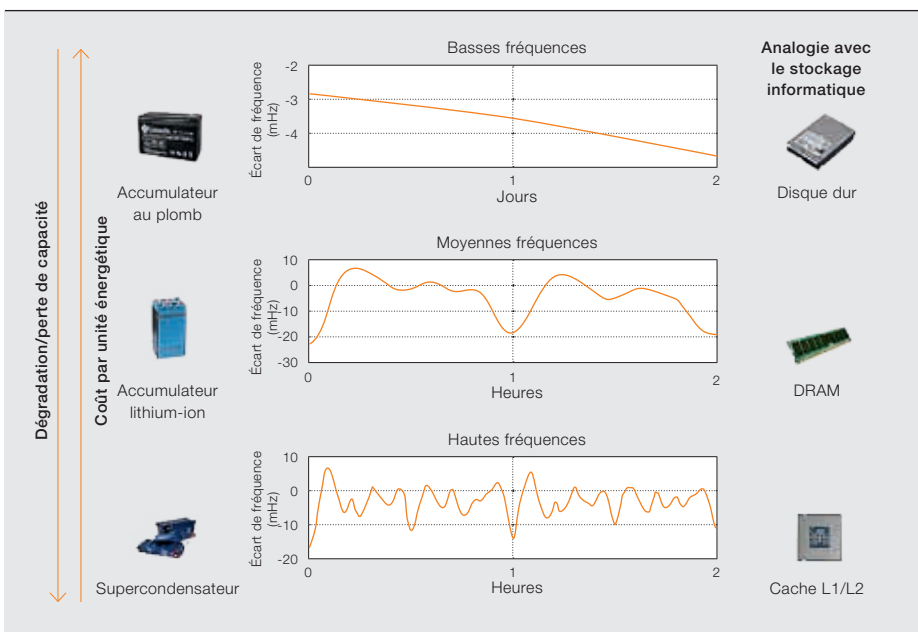 Dégradation/perte de capacité
Coût par unité énergétique
Analogie avec
le stockage
informatique
Basses fréquences
Écart de fréquence
(mHz)
-2
-3
-4
0
1
2
Jours
Accumulateur
au plomb
Disque dur
Moyennes fréquences
Écart de fréquence
(mHz)
10
0
-10
-20
-30
0
1
2
Heures
Accumulateur
lithium-ion
DRAM
Hautes fréquences
Écart de fréquence
(mHz)
10
0
-10
-20
0
1
2
Heures
Supercondensateur
Cache L1/L2